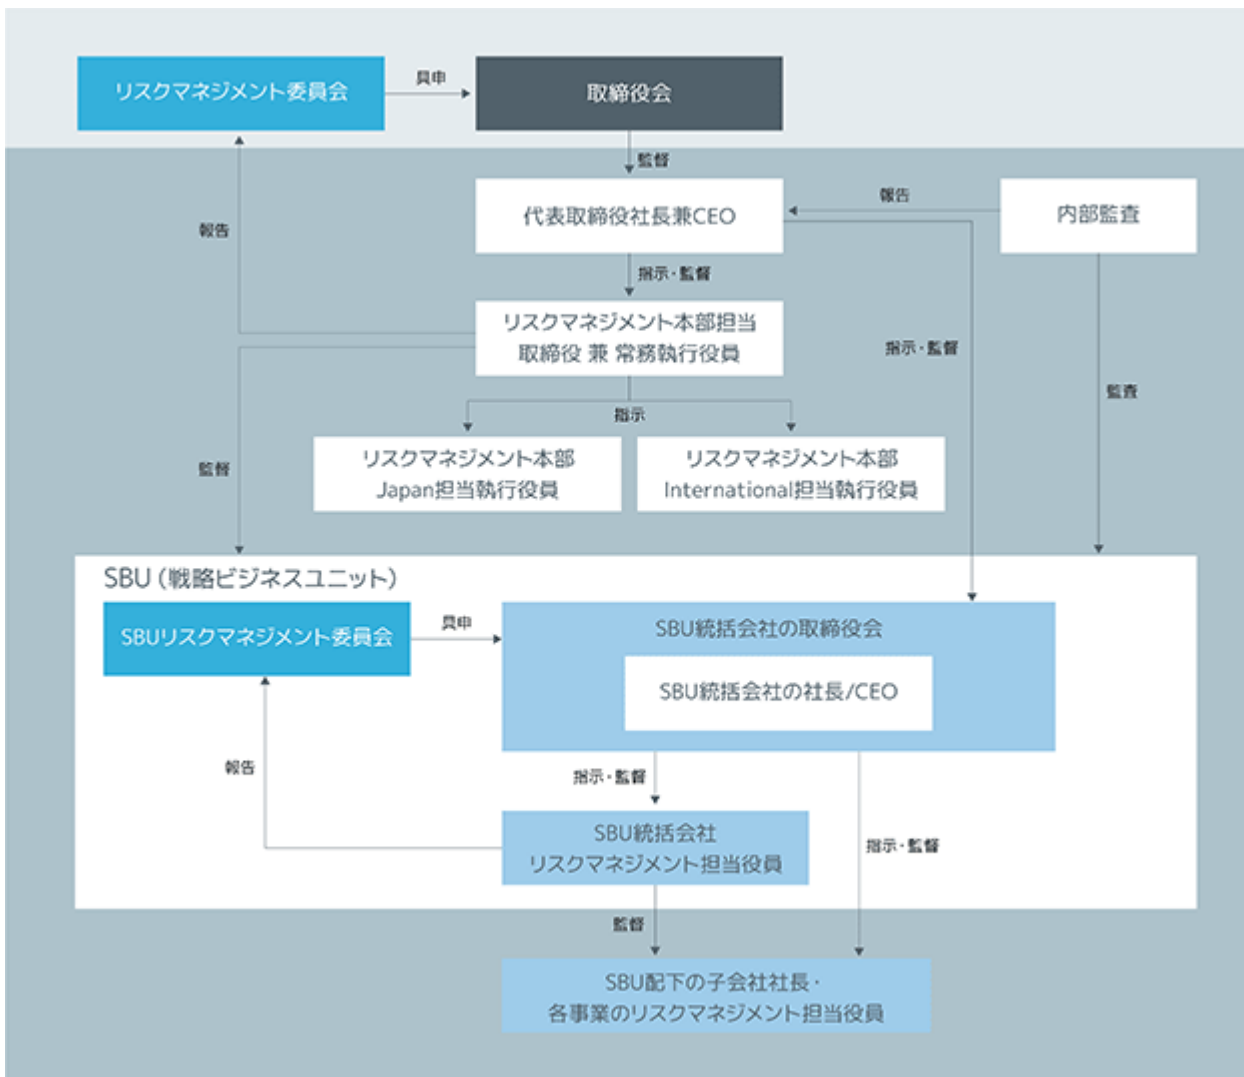 リスクマネジメント委員会
具申
取締役会
監督
代表取締役社長兼CEO
報告
内部監査
報告
指示・監督
リスクマネジメント本部担当
取締役 兼 常務執行役員
指示・監督
監査
指示
リスクマネジメント本部
Japan担当執行役員
リスクマネジメント本部
International担当執行役員
監督
SBU（戦略ビジネスユニット）
SBUリスクマネジメント委員会
具申
SBU統括会社の取締役会
SBU統括会社の社長/CEO
報告
指示・監督
SBU統括会社
リスクマネジメント担当役員
指示・監督
監督
SBU配下の子会社社長・
各事業のリスクマネジメント担当役員